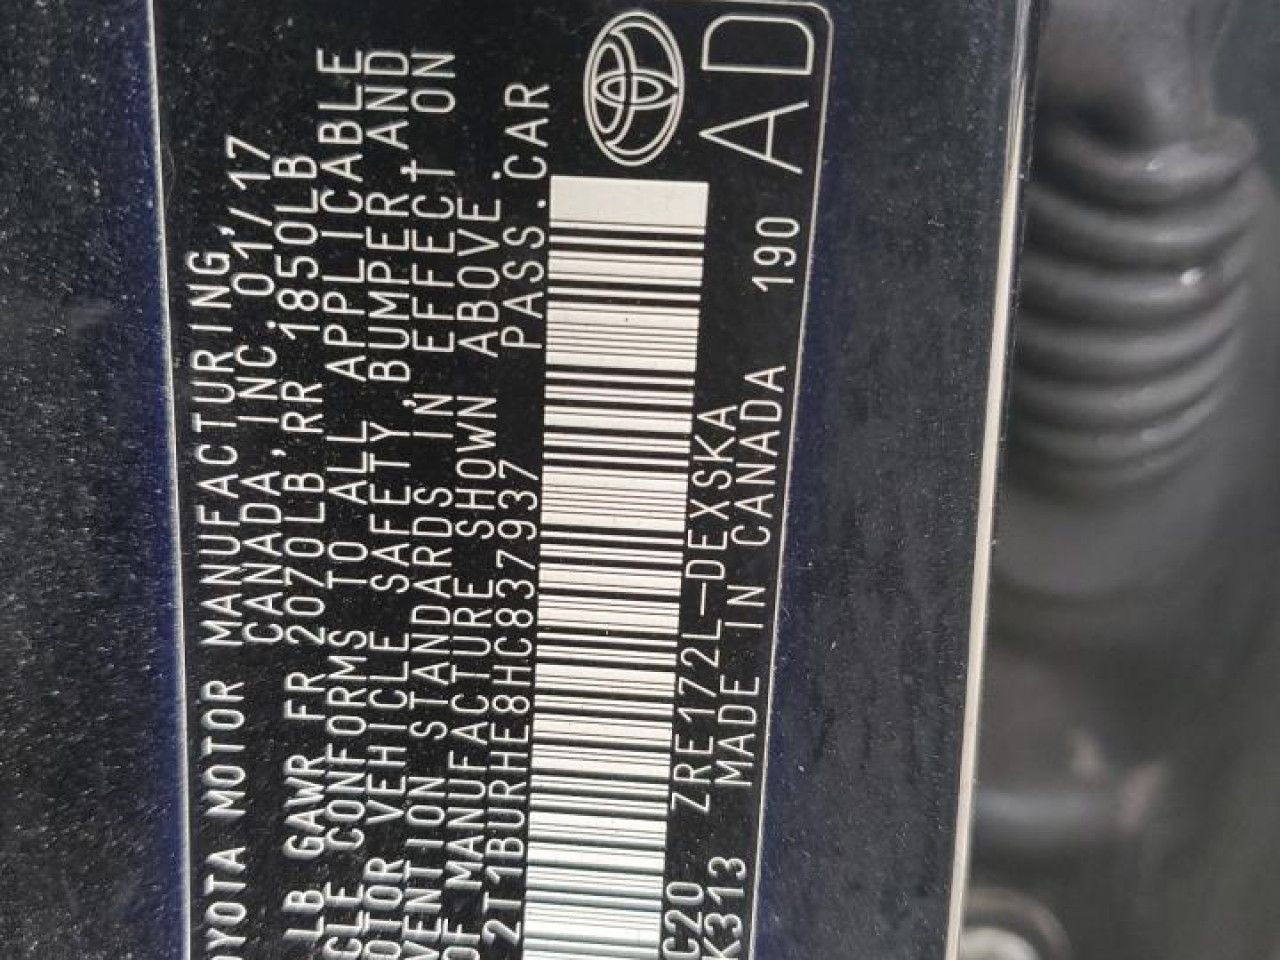 OYOTA MOTOR MANUFACTURING,
CANADA INC. 01/17
LB GAWR FR 2070LB, RR 1850LB
CLE CONFORMS TO ALL APPLICABLE
OTOR VEHICLE SAFETY, BUMPER, AND
VENTION STANDARDS IN EFFECT ON
OF MANUFACTURE SHOWN ABOVE.
2T1BURHE8HC837937 PASS.CAR
C20 ZRE172L-DEXSKA
K313 MADE IN CANADA 190
AD